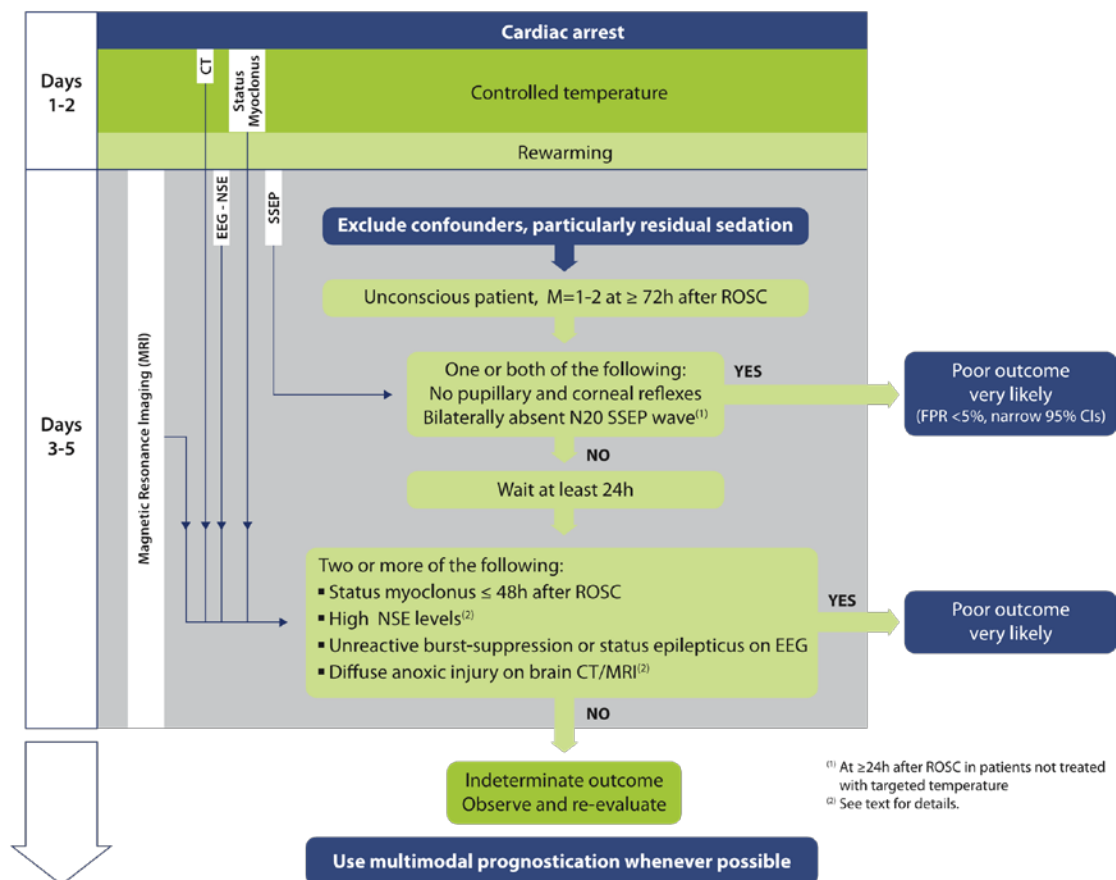 Cardiac arrest
Days
1-2
CT
Status
Myoclonus
Controlled temperature
Rewarming
Days
3-5
Magnetic Resonance Imaging (MRI)
EEG - NSE
SSEP
Exclude confounders, particularly residual sedation
Unconscious patient, M=1-2 at ≥ 72h after ROSC
One or both of the following:
No pupillary and corneal reflexes
Bilaterally absent N20 SSEP wave(1)
YES
Poor outcome
very likely
(FPR <5%, narrow 95% CIs)
NO
Wait at least 24h
Two or more of the following:
▪ Status myoclonus ≤ 48h after ROSC
▪ High NSE levels(2)
▪ Unreactive burst-suppression or status epilepticus on EEG
▪ Diffuse anoxic injury on brain CT/MRI(2)
YES
Poor outcome
very likely
NO
Indeterminate outcome
Observe and re-evaluate
(1) At ≥24h after ROSC in patients not treated
with targeted temperature
(2) See text for details.
Use multimodal prognostication whenever possible